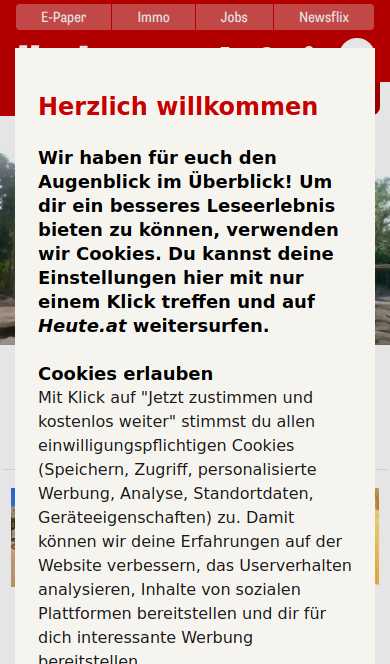 E-Paper
Immo
Jobs
Newsflix
Herzlich willkommen
Wir haben für euch den
Augenblick im Überblick! Um
dir ein besseres Leseerlebnis
bieten zu können, verwenden
wir Cookies. Du kannst deine
Einstellungen hier mit nur
einem Klick treffen und auf
Heute.at weitersurfen.
Cookies erlauben
Mit Klick auf "Jetzt zustimmen und
kostenlos weiter" stimmst du allen
einwilligungspflichtigen Cookies
(Speichern, Zugriff, personalisierte
Werbung, Analyse, Standortdaten,
Geräteeigenschaften) zu. Damit
können wir deine Erfahrungen auf der
Website verbessern, das Userverhalten
analysieren, Inhalte von sozialen
Plattformen bereitstellen und dir für
dich interessante Werbung
bereitstellen